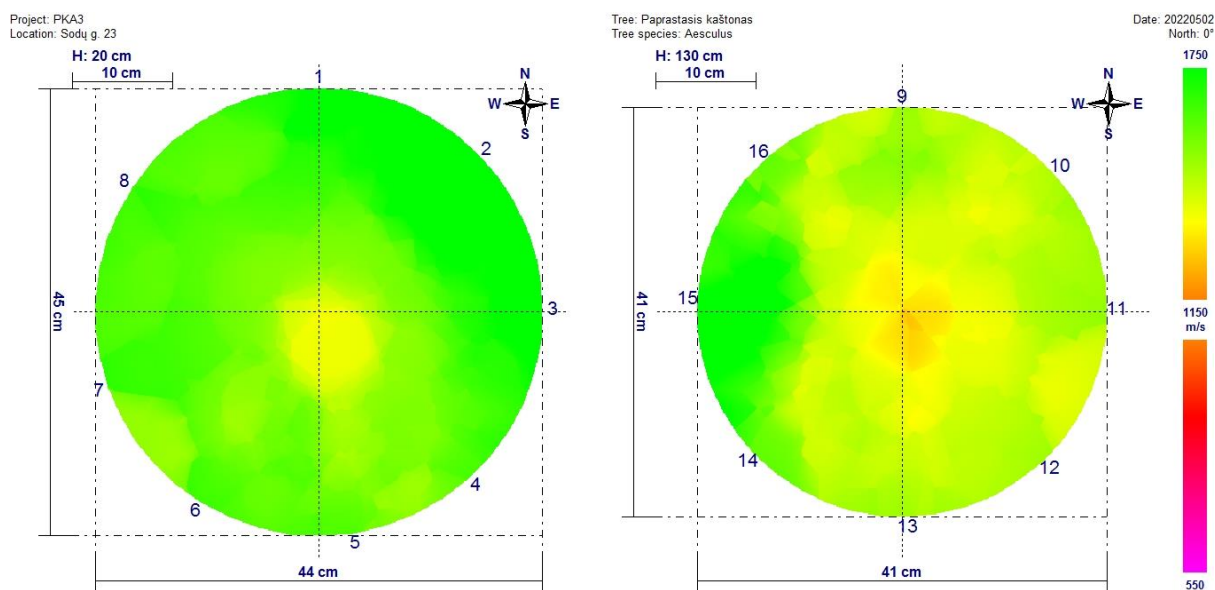 Project: PKA3
Location: Sodų g. 23
Tree: Paprastasis kaštonas
Tree species: Aesculus
Date: 20220502
North: 0°
H: 20 cm
10 cm
1
2
3
4
5
6
7
8
N
W E
S
45 cm
44 cm
H: 130 cm
10 cm
9
10
11
12
13
14
15
16
N
W E
S
41 cm
41 cm
1750
1150
m/s
550